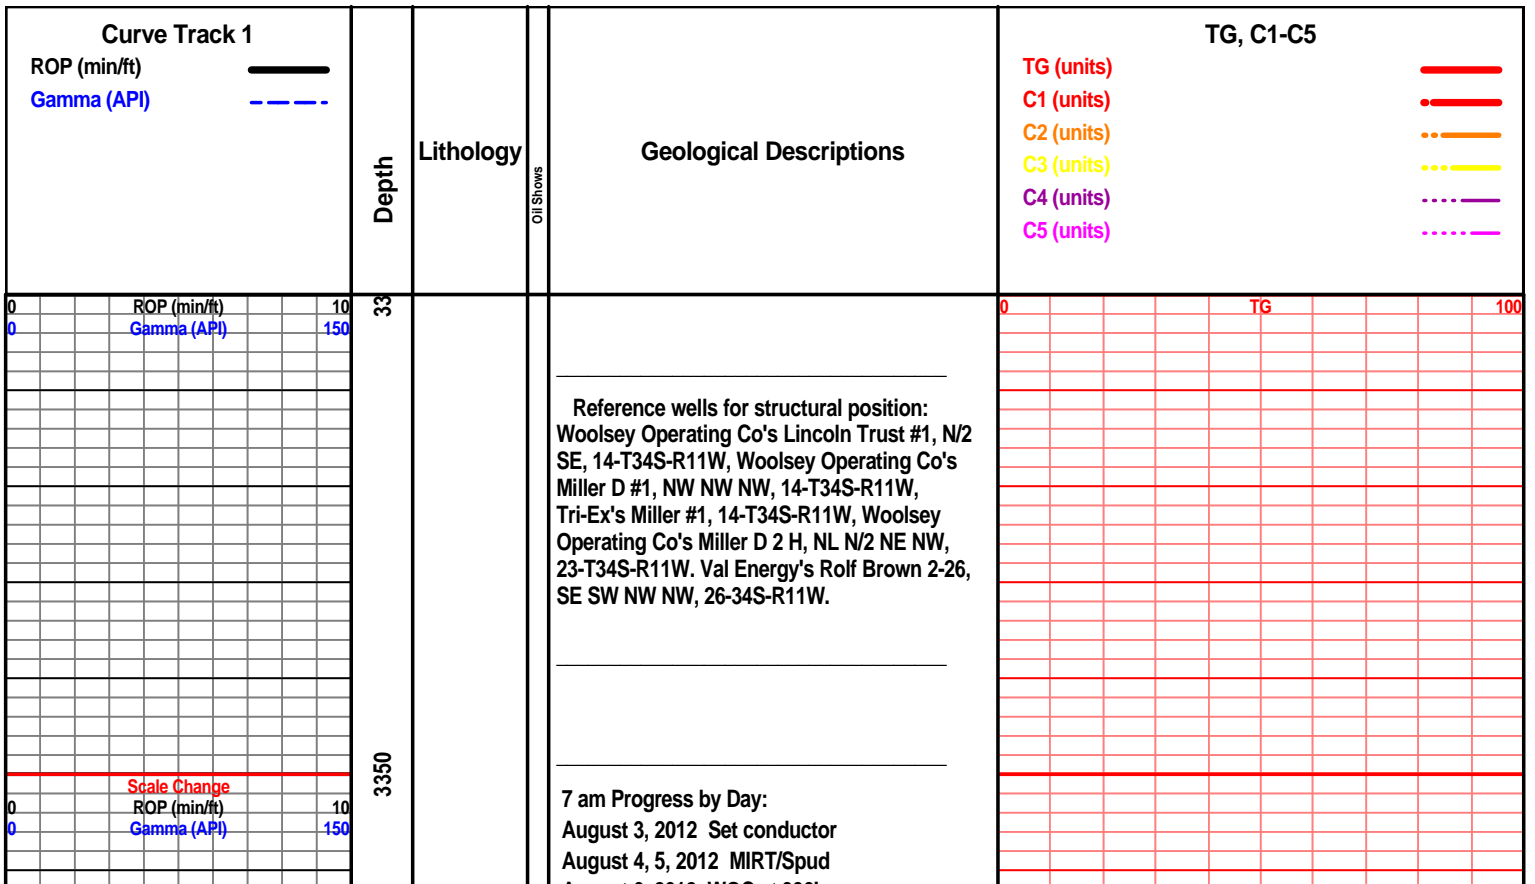 Curve Track 1
ROP (min/ft)
Gamma (API)
Depth
Lithology
Oil Shows
Geological Descriptions
TG, C1-C5
TG (units)
C1 (units)
C2 (units)
C3 (units)
C4 (units)
C5 (units)
0 ROP (min/ft) 10
0 Gamma (API) 150
33
0 TG 100
Reference wells for structural position:
Woolsey Operating Co's Lincoln Trust #1, N/2
SE, 14-T34S-R11W, Woolsey Operating Co's
Miller D #1, NW NW NW, 14-T34S-R11W,
Tri-Ex's Miller #1, 14-T34S-R11W, Woolsey
Operating Co's Miller D 2 H, NL N/2 NE NW,
23-T34S-R11W. Val Energy's Rolf Brown 2-26,
SE SW NW NW, 26-34S-R11W.
3350
Scale Change
0 ROP (min/ft) 10
0 Gamma (API) 150
7 am Progress by Day:
August 3, 2012 Set conductor
August 4, 5, 2012 MIRT/Spud